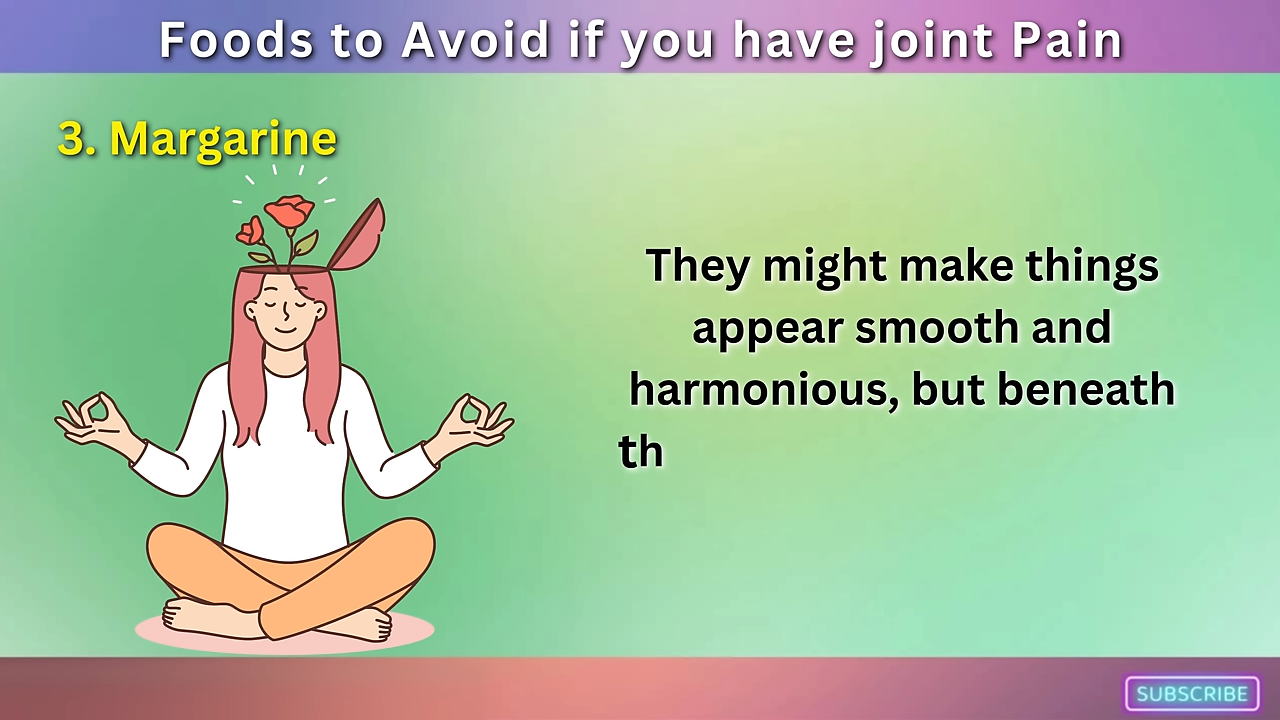 Foods to Avoid if you have joint Pain
3. Margarine
They might make things
appear smooth and
harmonious, but beneath
th
SUBSCRIBE